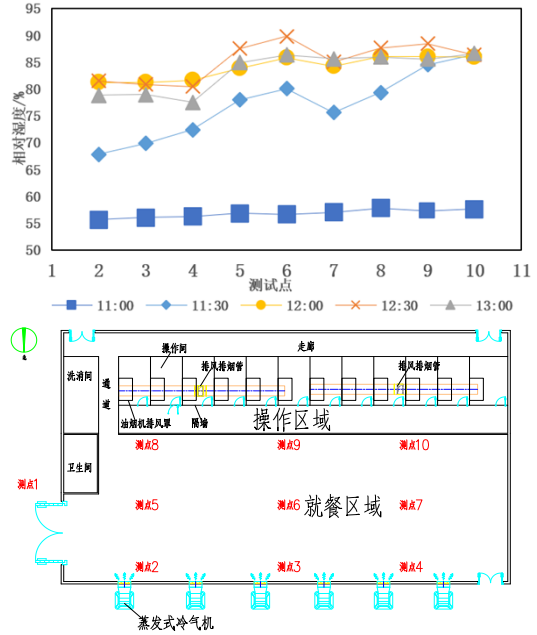 95
90
85
80
75
70
65
60
55
50
相对湿度/%
1 2 3 4 5 6 7 8 9 10 11
测试点
11:00 11:30 12:00 12:30 13:00
操作间
走廊
洗消间
通道
排风排烟管
排风排烟管
油烟机排风罩
隔墙
操作区域
测点8
测点9
测点10
卫生间
测点1
测点5
测点6
就餐区域
测点7
测点2
测点3
测点4
蒸发式冷气机